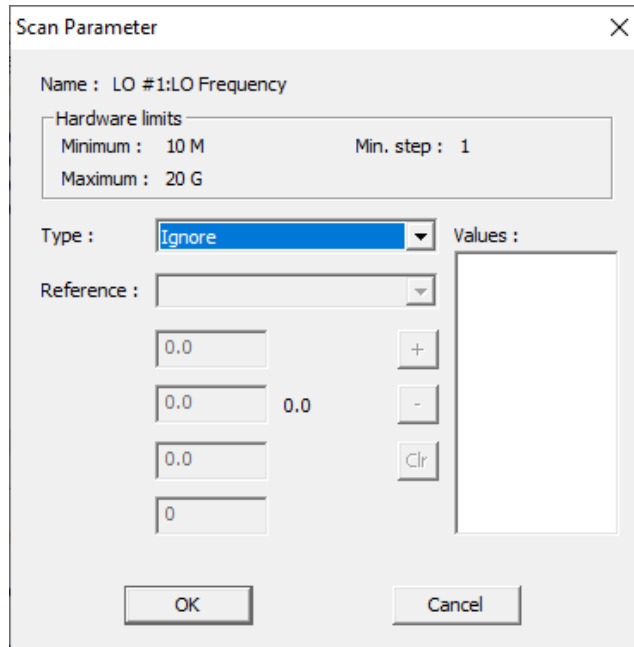 Scan Parameter
Name : LO #1:LO Frequency
Hardware limits
Minimum : 10 M Min. step : 1
Maximum : 20 G
Type : Ignore Values :
Reference :
0.0 +
0.0 0.0 -
0.0 Clr
0
OK Cancel